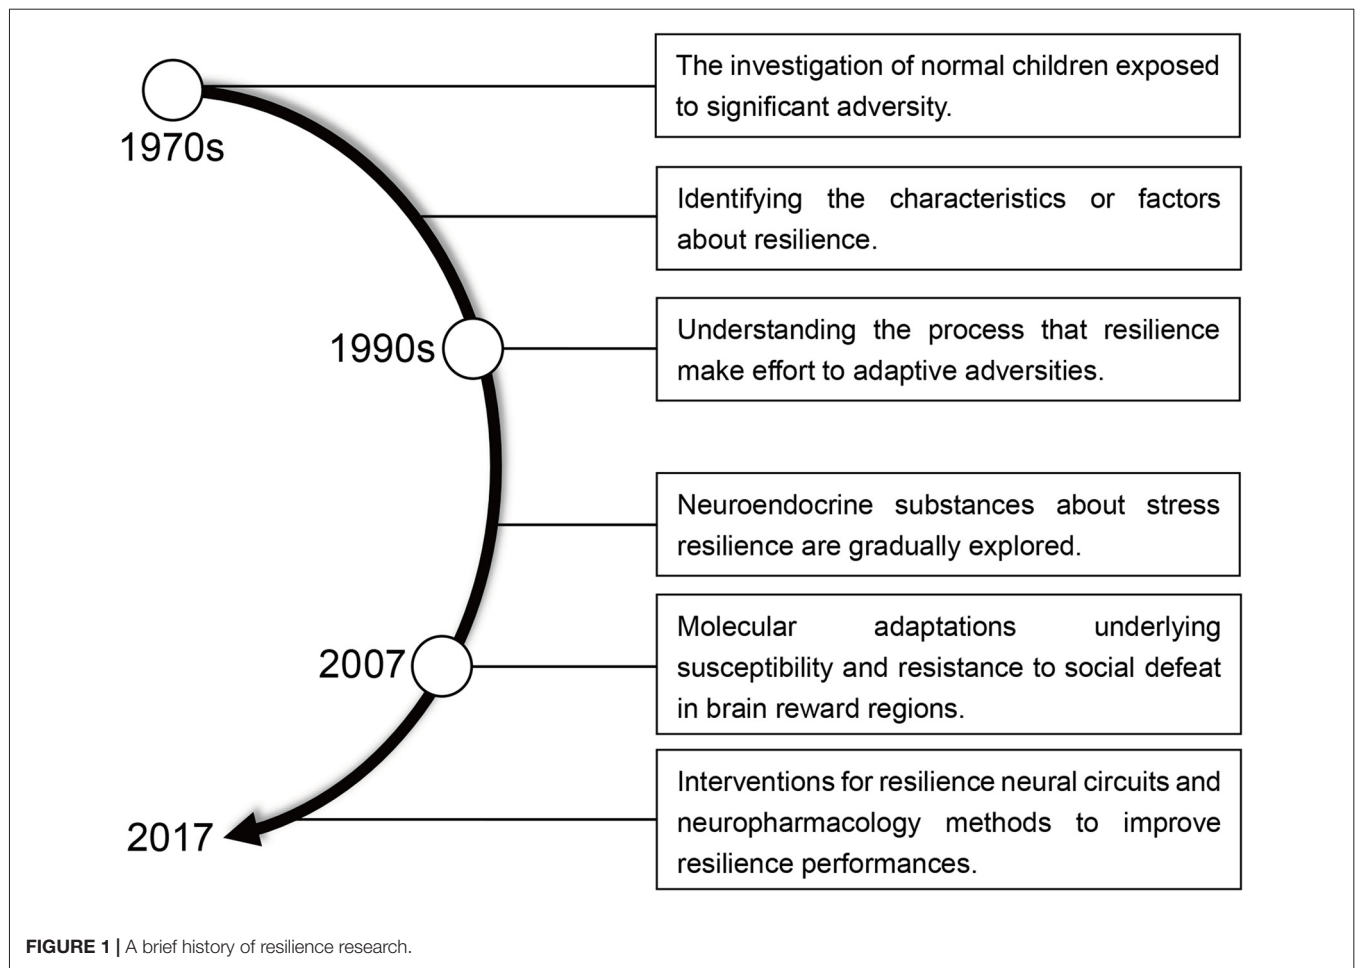 The investigation of normal children exposed
to significant adversity.
1970s
Identifying the characteristics or factors
about resilience.
1990s
Understanding the process that resilience
make effort to adaptive adversities.
Neuroendocrine substances about stress
resilience are gradually explored.
2007
Molecular adaptations underlying
susceptibility and resistance to social defeat
in brain reward regions.
2017
Interventions for resilience neural circuits and
neuropharmacology methods to improve
resilience performances.
FIGURE 1 | A brief history of resilience research.